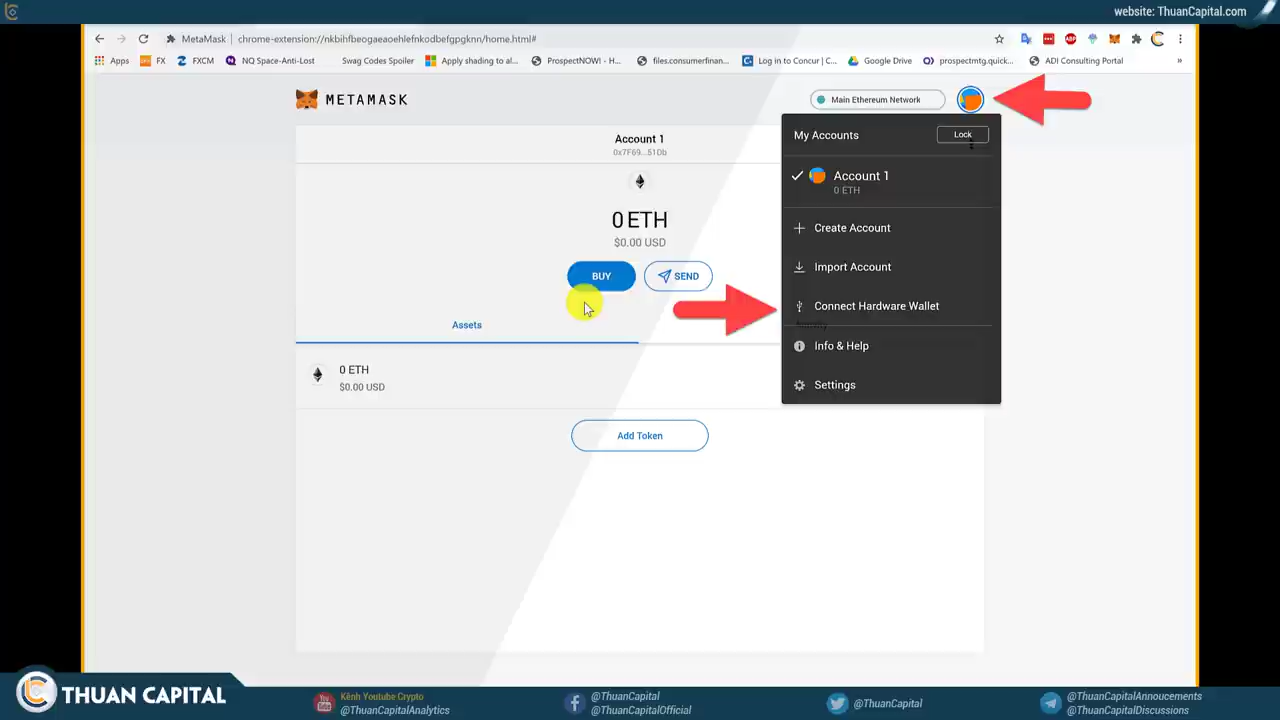 website: ThuanCapital.com
MetaMask
chrome-extension://nkbihfbeogaeaoehlefnkodbefgpgknn/home.html#
Apps
FX
FXCM
NQ Space-Anti-Lost
Swag Codes Spoiler
Apply shading to al...
ProspectNOW! - H...
files.consumerfinan...
Log in to Concur | C...
Google Drive
prospectmtg.quick...
ADI Consulting Portal
»
METAMASK
Main Ethereum Network
Account 1
0x7F69...51Db
My Accounts
Lock
Account 1
0 ETH
0 ETH
$0.00 USD
Create Account
BUY
SEND
Import Account
Connect Hardware Wallet
Assets
Activity
Info & Help
0 ETH
$0.00 USD
Settings
Add Token
THUAN CAPITAL
You Tube
Kênh Youtube Crypto
@ThuanCapitalAnalytics
@ThuanCapital
@ThuanCapitalOfficial
@ThuanCapital
@ThuanCapitalAnnoucements
@ThuanCapitalDiscussions